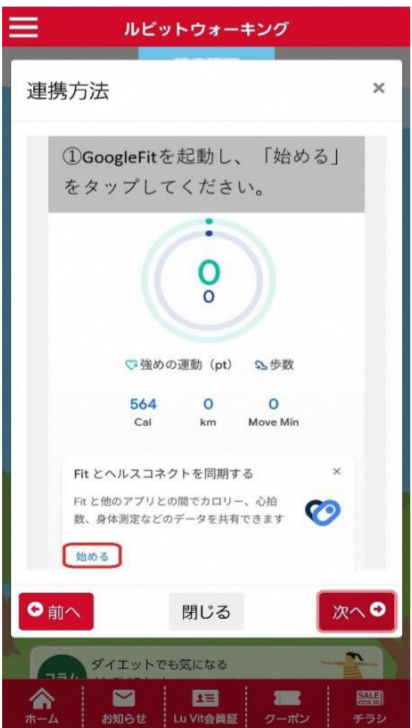 ルビットウォーキング
連携方法
×
①GoogleFitを起動し、「始める」
をタップしてください。
0
0
強めの運動（pt） 歩数
564 0 0
Cal km Move Min
Fit とヘルスコネクトを同期する ×
Fit と他のアプリとの間でカロリー、心拍
数、身体測定などのデータを共有できます
始める
前へ 閉じる 次へ
コラム
ダイエットでも気になる
SALE
ホーム お知らせ Lu Vit会員証 クーポン チラシ